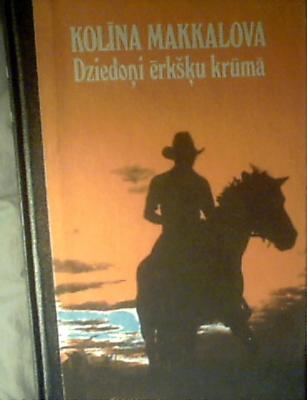 KOLĪNA MAKKALOVA
Dziedoņi ērkšķu krūmā